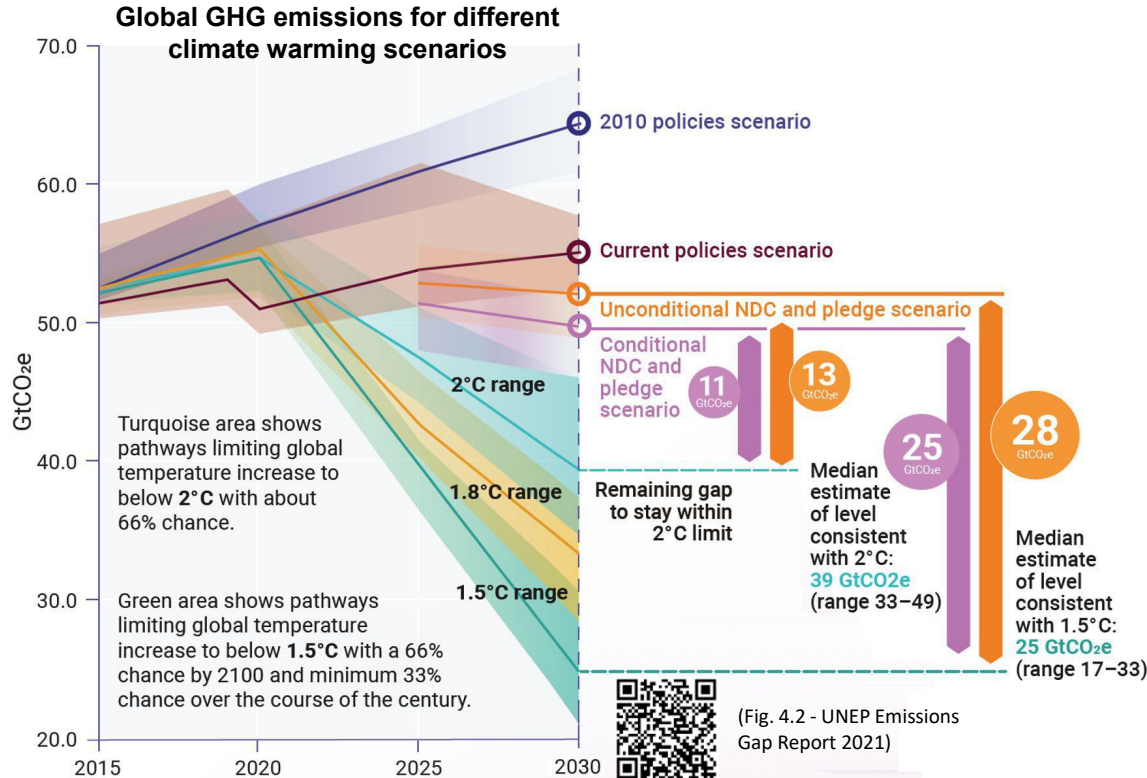 Global GHG emissions for different
climate warming scenarios
GtCO₂e
70.0
60.0
50.0
40.0
30.0
20.0
2015
2020
2025
2030
2010 policies scenario
Current policies scenario
Unconditional NDC and pledge scenario
Conditional
NDC and
pledge
scenario
11
GtCO₂e
13
GtCO₂e
25
GtCO₂e
28
GtCO₂e
2°C range
1.8°C range
1.5°C range
Turquoise area shows
pathways limiting global
temperature increase to
below 2°C with about
66% chance.
Green area shows pathways
limiting global temperature
increase to below 1.5°C with a 66%
chance by 2100 and minimum 33%
chance over the course of the century.
Remaining gap
to stay within
2°C limit
Median
estimate
of level
consistent
with 2°C:
39 GtCO2e
(range 33–49)
Median
estimate
of level
consistent
with 1.5°C:
25 GtCO₂e
(range 17–33)
(Fig. 4.2 - UNEP Emissions
Gap Report 2021)